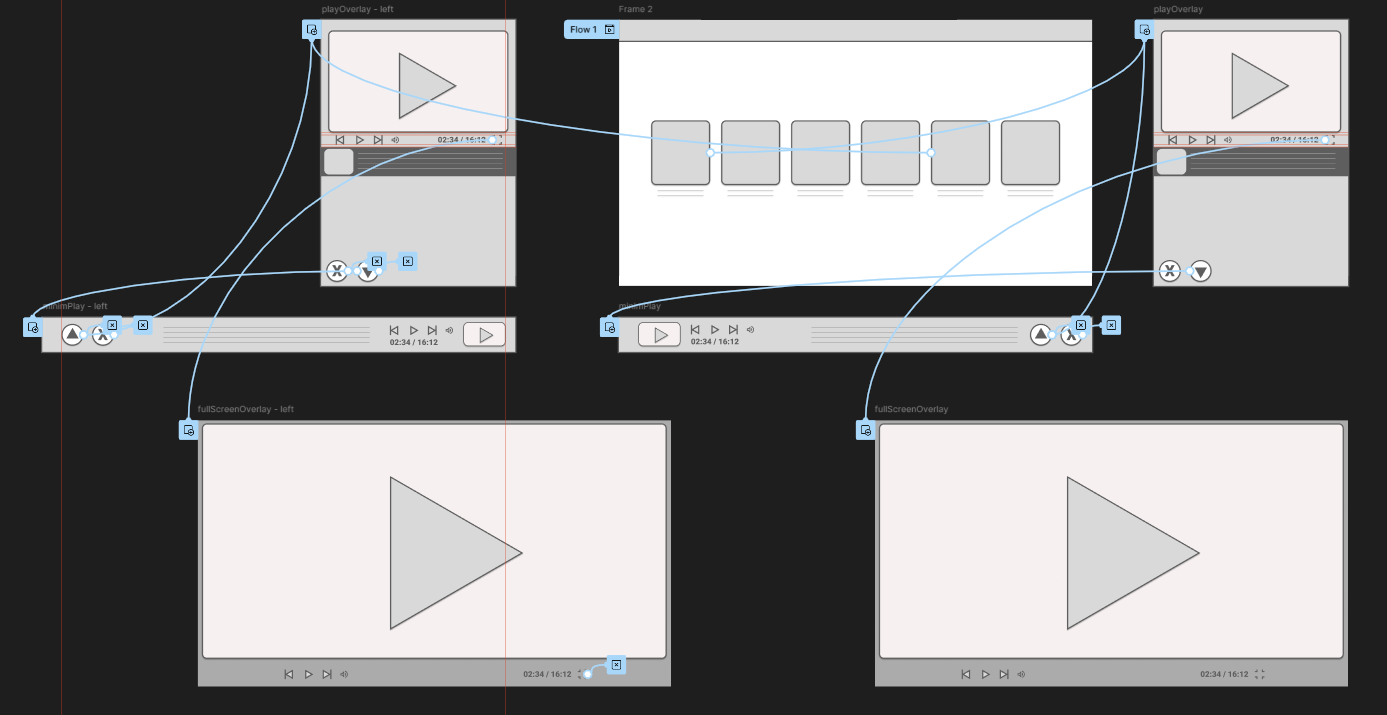 playOverlay - left
Frame 2
playOverlay
Flow 1
02:34 / 16:12
02:34 / 16:12
X
X
minimPlay - left
minimPlay
X
02:34 / 16:12
02:34 / 16:12
X
fullScreenOverlay - left
fullScreenOverlay
02:34 / 16:12
02:34 / 16:12